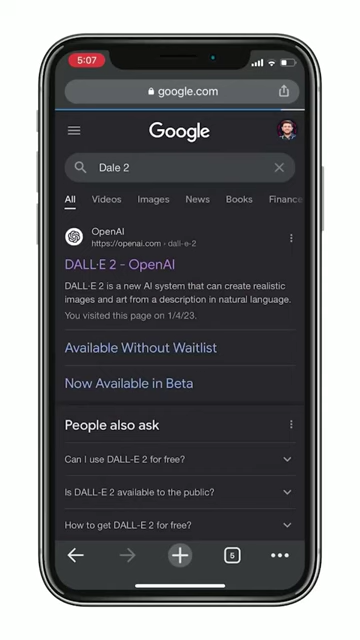 5:07
google.com
Google
Dale 2
All Videos Images News Books Finance
OpenAI
https://openai.com › dall-e-2
DALL·E 2 - OpenAI
DALL·E 2 is a new AI system that can create realistic
images and art from a description in natural language.
You visited this page on 1/4/23.
Available Without Waitlist
Now Available in Beta
People also ask
Can I use DALL-E 2 for free?
Is DALL-E 2 available to the public?
How to get DALL-E 2 for free?
5